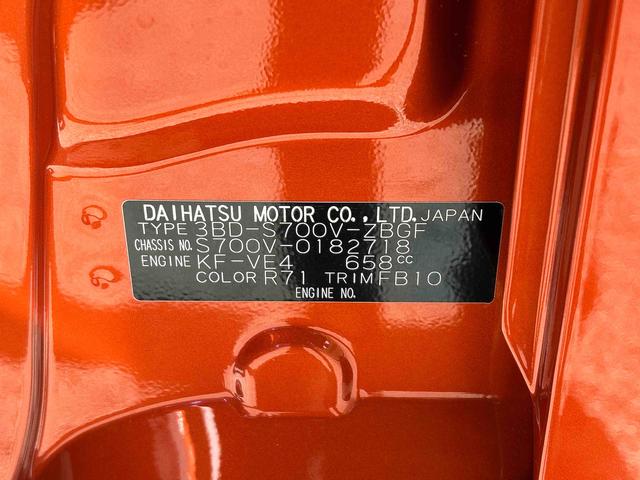 DAIHATSU MOTOR CO.,LTD. JAPAN
TYPE 3BD-S700V-ZBGF
CHASSIS NO. S700V-0182718
ENGINE KF-VE4 658cc
COLOR R71 TRIM FB10
ENGINE NO.